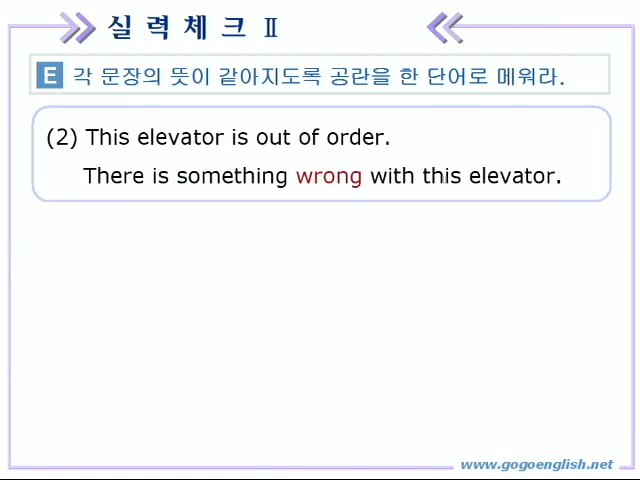 실 력 체 크 Ⅱ
E 각 문장의 뜻이 같아지도록 공란을 한 단어로 메워라.
(2) This elevator is out of order.
There is something wrong with this elevator.
www.gogoenglish.net